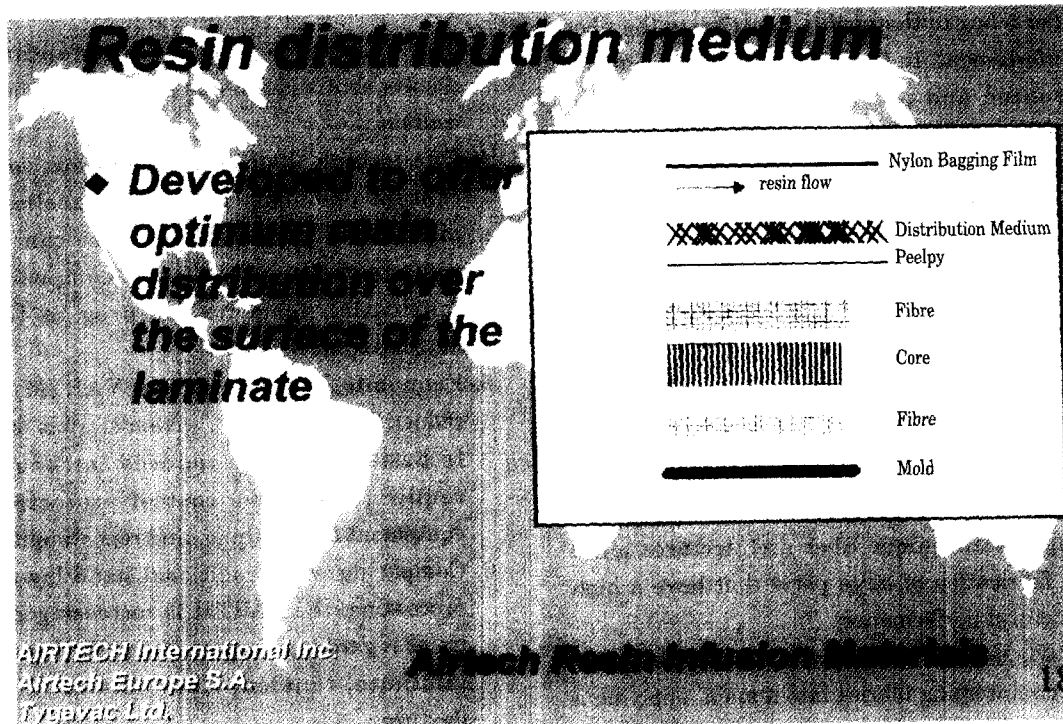 Resin distribution medium
◆ Developed to offer
optimum resin
distribution over
the surface of the
laminate
Nylon Bagging Film
resin flow
Distribution Medium
Peelpy
Fibre
Core
Fibre
Mold
AIRTECH International Inc.
Airtech Europe S.A.
Tygavac Ltd.
Airtech Resin Infusion Materials